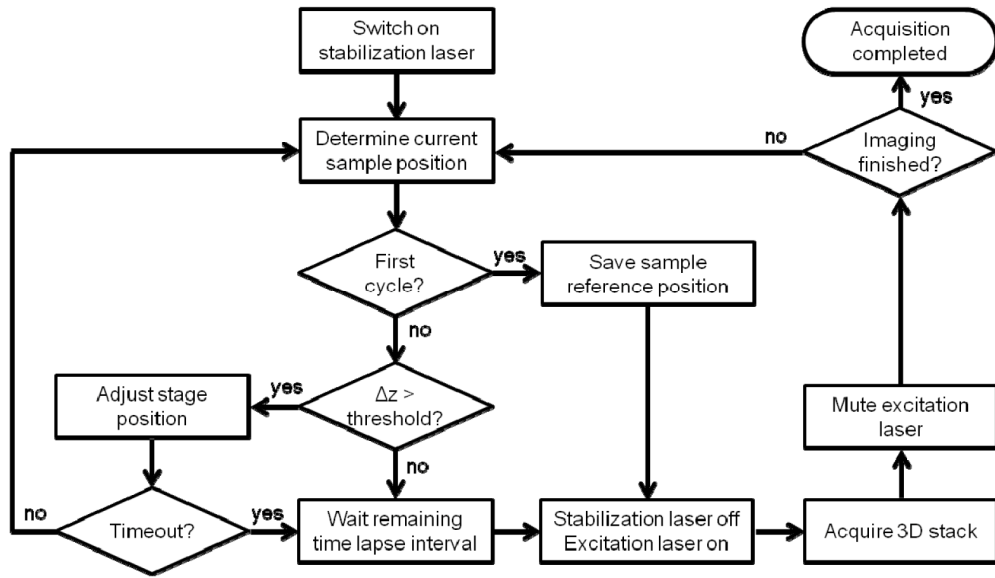 Switch on
stabilization laser
Acquisition
completed
yes
Determine current
sample position
no
Imaging
finished?
First
cycle?
yes
Save sample
reference position
no
Adjust stage
position
yes
Δz >
threshold?
Mute excitation
laser
no
no
Timeout?
yes
Wait remaining
time lapse interval
Stabilization laser off
Excitation laser on
Acquire 3D stack